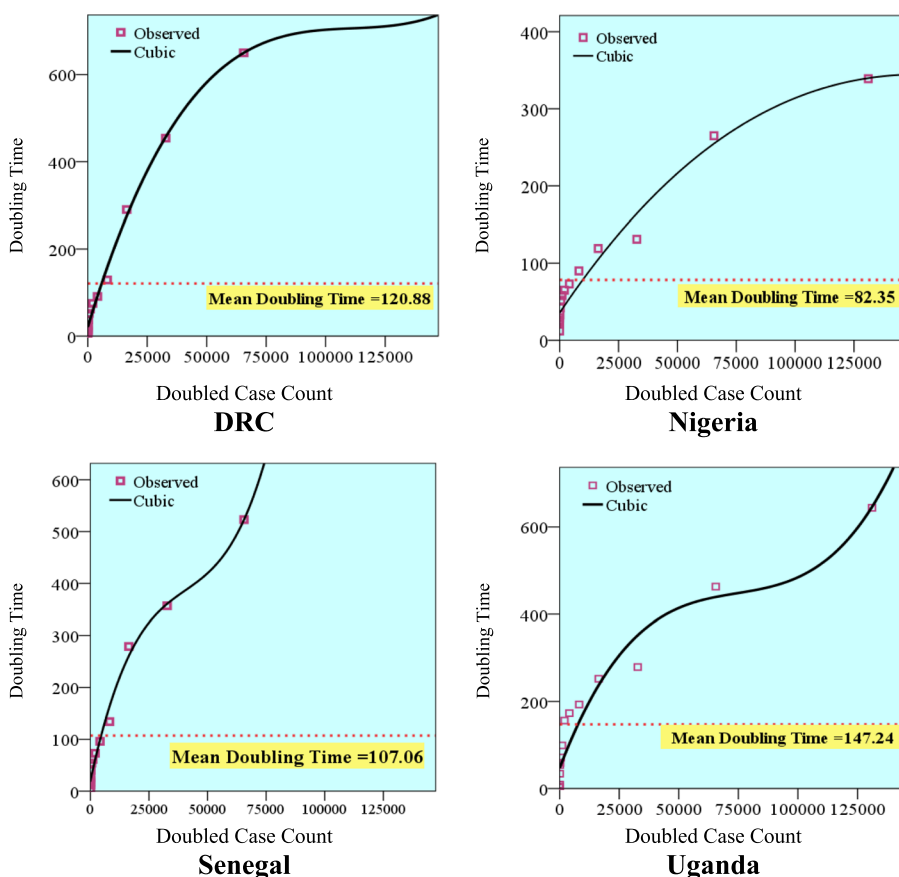 Observed
Cubic
600
400
200
0
Doubling Time
Mean Doubling Time =120.88
0 25000 50000 75000 100000 125000
Doubled Case Count
DRC
Observed
Cubic
400
300
200
100
0
Doubling Time
Mean Doubling Time =82.35
0 25000 50000 75000 100000 125000
Doubled Case Count
Nigeria
Observed
Cubic
600
500
400
300
200
100
0
Doubling Time
Mean Doubling Time =107.06
0 25000 50000 75000 100000 125000
Doubled Case Count
Senegal
Observed
Cubic
600
400
200
0
Doubling Time
Mean Doubling Time =147.24
0 25000 50000 75000 100000 125000
Doubled Case Count
Uganda